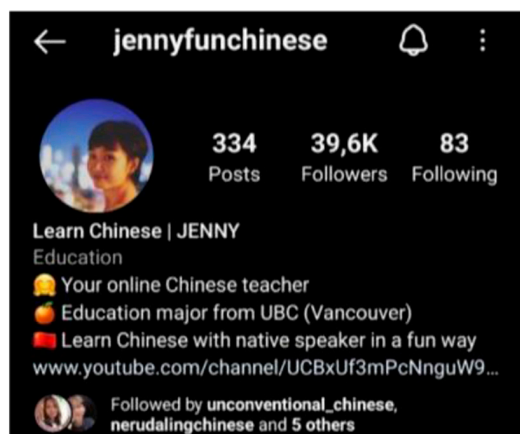 jennyfunchinese
334 39,6K 83
Posts Followers Following
Learn Chinese | JENNY
Education
🤗 Your online Chinese teacher
🍊 Education major from UBC (Vancouver)
🇨🇳 Learn Chinese with native speaker in a fun way
www.youtube.com/channel/UCBxUf3mPcNnguW9...
Followed by unconventional_chinese,
nerudalingchinese and 5 others